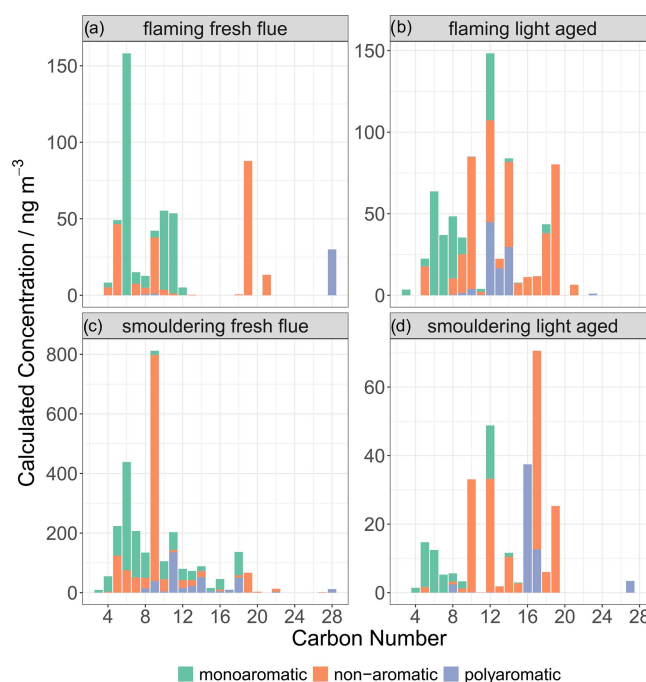 (a) flaming fresh flue
(b) flaming light aged
150
100
50
0
150
100
50
0
(c) smouldering fresh flue
(d) smouldering light aged
800
600
400
200
0
60
40
20
0
4 8 12 16 20 24 28
4 8 12 16 20 24 28
Calculated Concentration / ng m⁻³
Carbon Number
monoaromatic non-aromatic polyaromatic